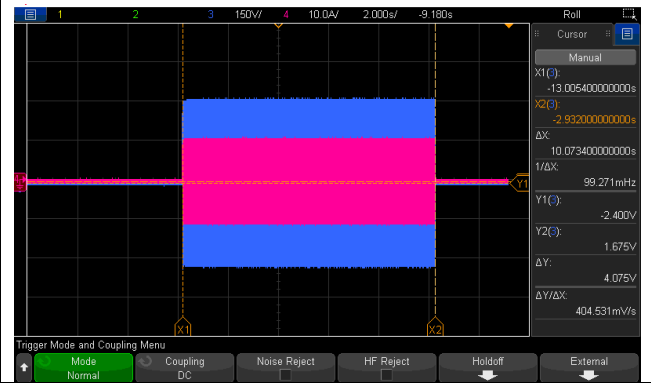 1 2 3 150V/ 4 10.0A/ 2.000s/ -9.180s Roll
Cursor
Manual
X1(3):
-13.005400000000s
X2(3):
-2.932000000000s
ΔX:
10.073400000000s
1/ΔX:
99.271mHz
Y1(3):
-2.400V
Y2(3):
1.675V
ΔY:
4.075V
ΔY/ΔX:
404.531mV/s
Y1
X1 X2
Trigger Mode and Coupling Menu
Mode Coupling Noise Reject HF Reject Holdoff External
Normal DC